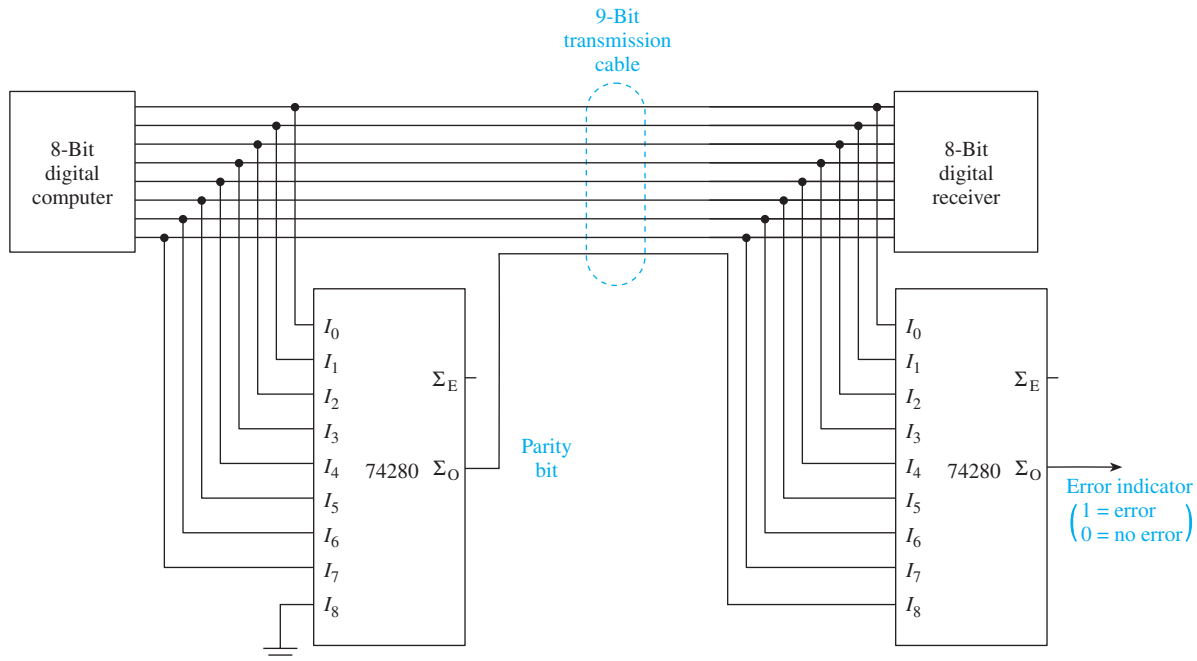 9-Bit
transmission
cable
8-Bit
digital
computer
8-Bit
digital
receiver
I0
I1
I2
I3
I4
I5
I6
I7
I8
ΣE
74280
ΣO
Parity
bit
I0
I1
I2
I3
I4
I5
I6
I7
I8
ΣE
74280
ΣO
Error indicator
(1 = error
0 = no error)